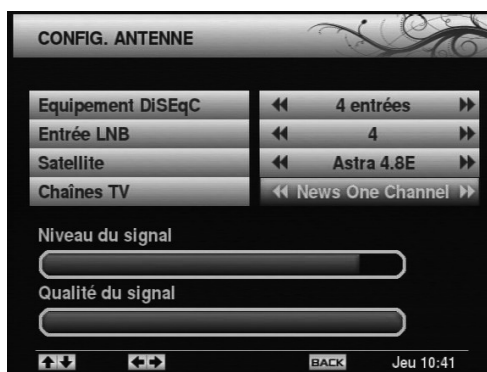 CONFIG. ANTENNE
Equipement DiSEqC 4 entrées
Entrée LNB 4
Satellite Astra 4.8E
Chaînes TV News One Channel
Niveau du signal
Qualité du signal
BACK Jeu 10:41